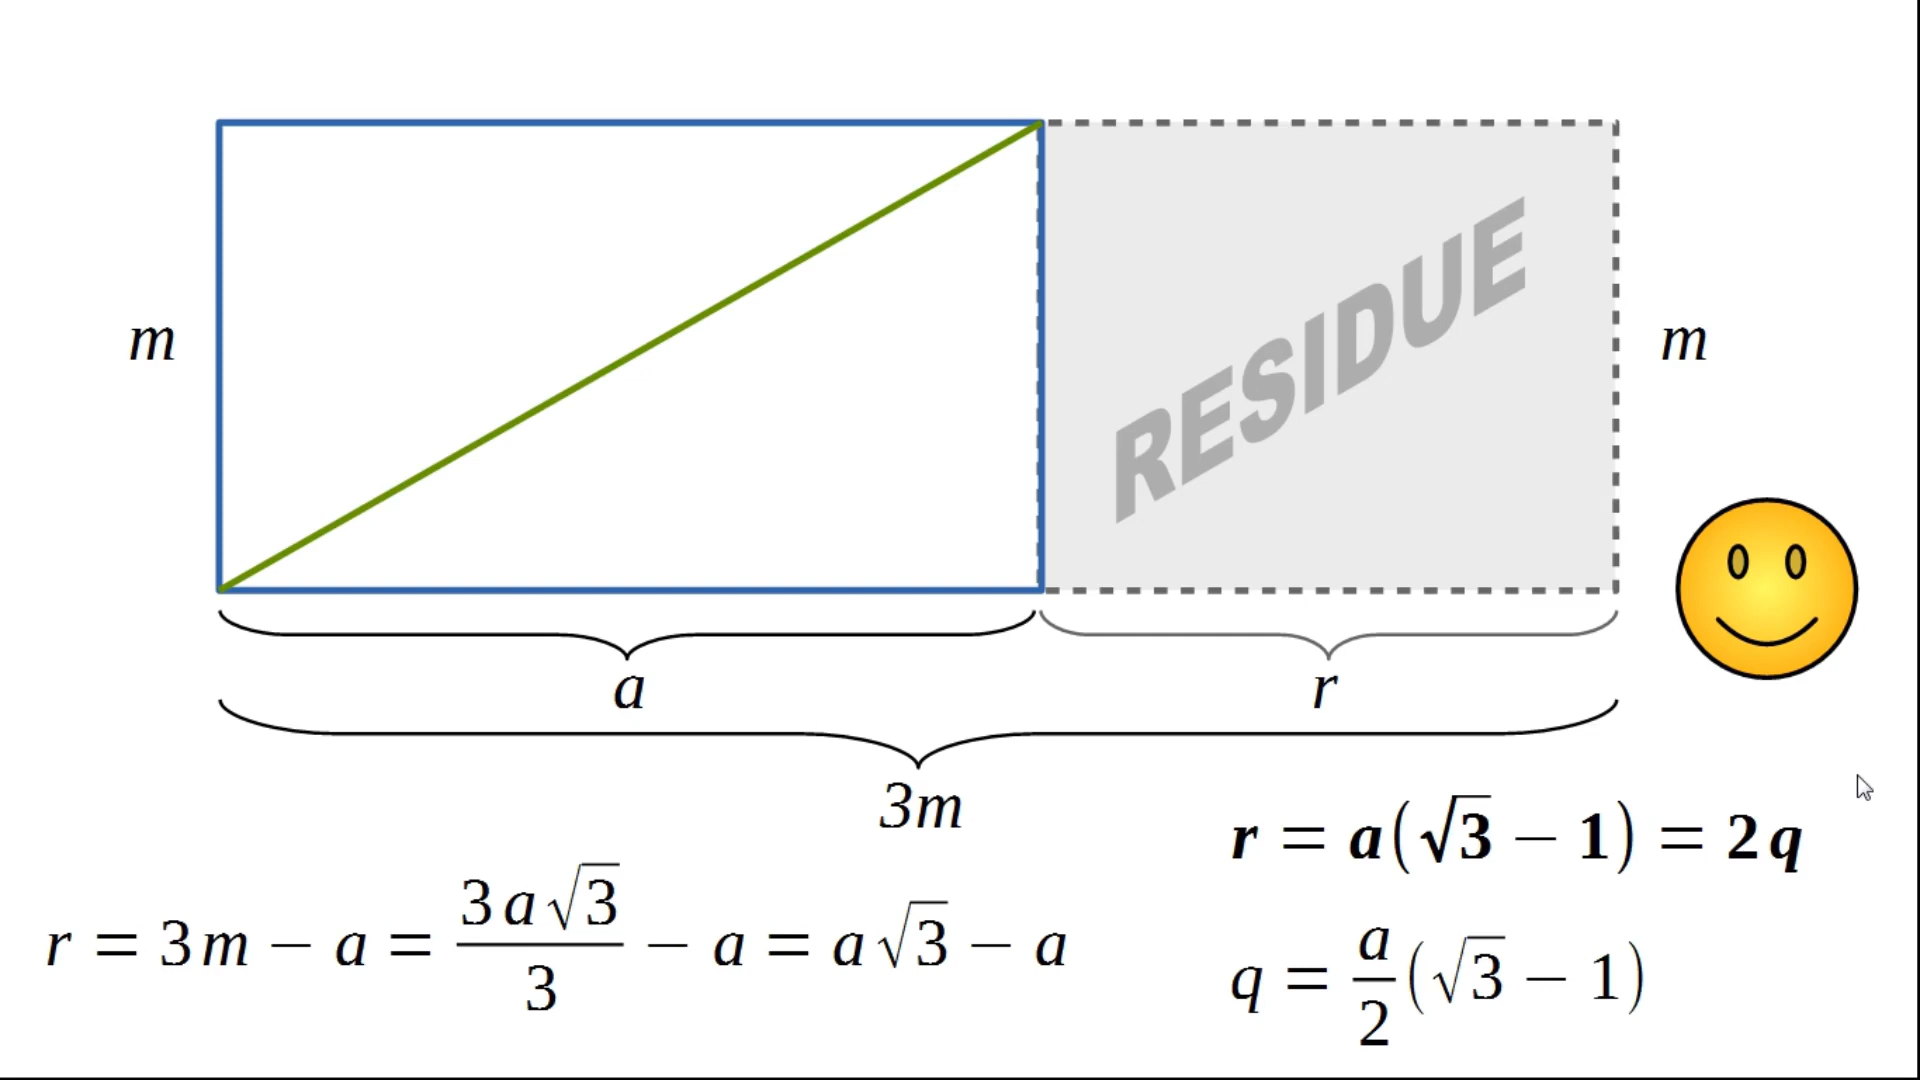 RESIDUE
m
m
a
r
3m
r = a(√3 − 1) = 2q
r = 3m − a = 3a√3/3 − a = a√3 − a
q = a/2(√3 − 1)